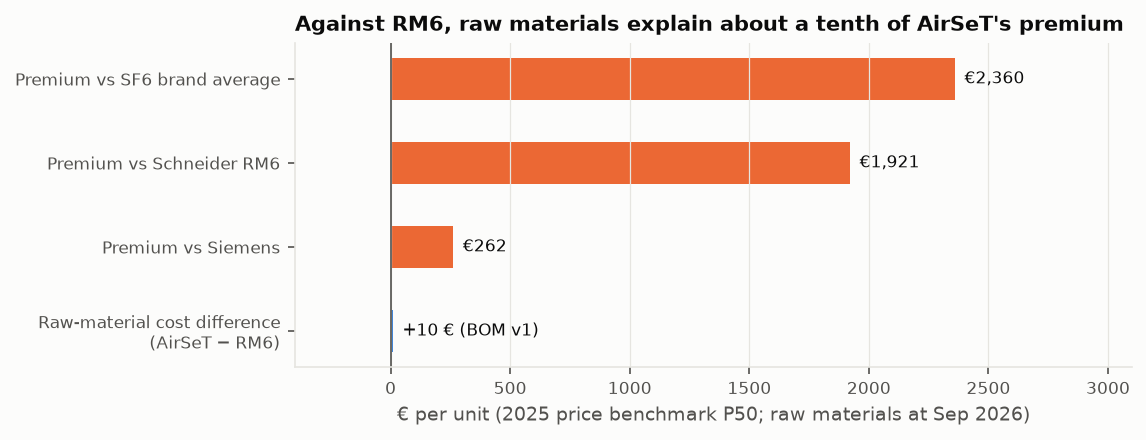 Against RM6, raw materials explain about a tenth of AirSeT's premium
Premium vs SF6 brand average
€2,360
Premium vs Schneider RM6
€1,921
Premium vs Siemens
€262
Raw-material cost difference
(AirSeT − RM6)
+10 € (BOM v1)
0 500 1000 1500 2000 2500 3000
€ per unit (2025 price benchmark P50; raw materials at Sep 2026)